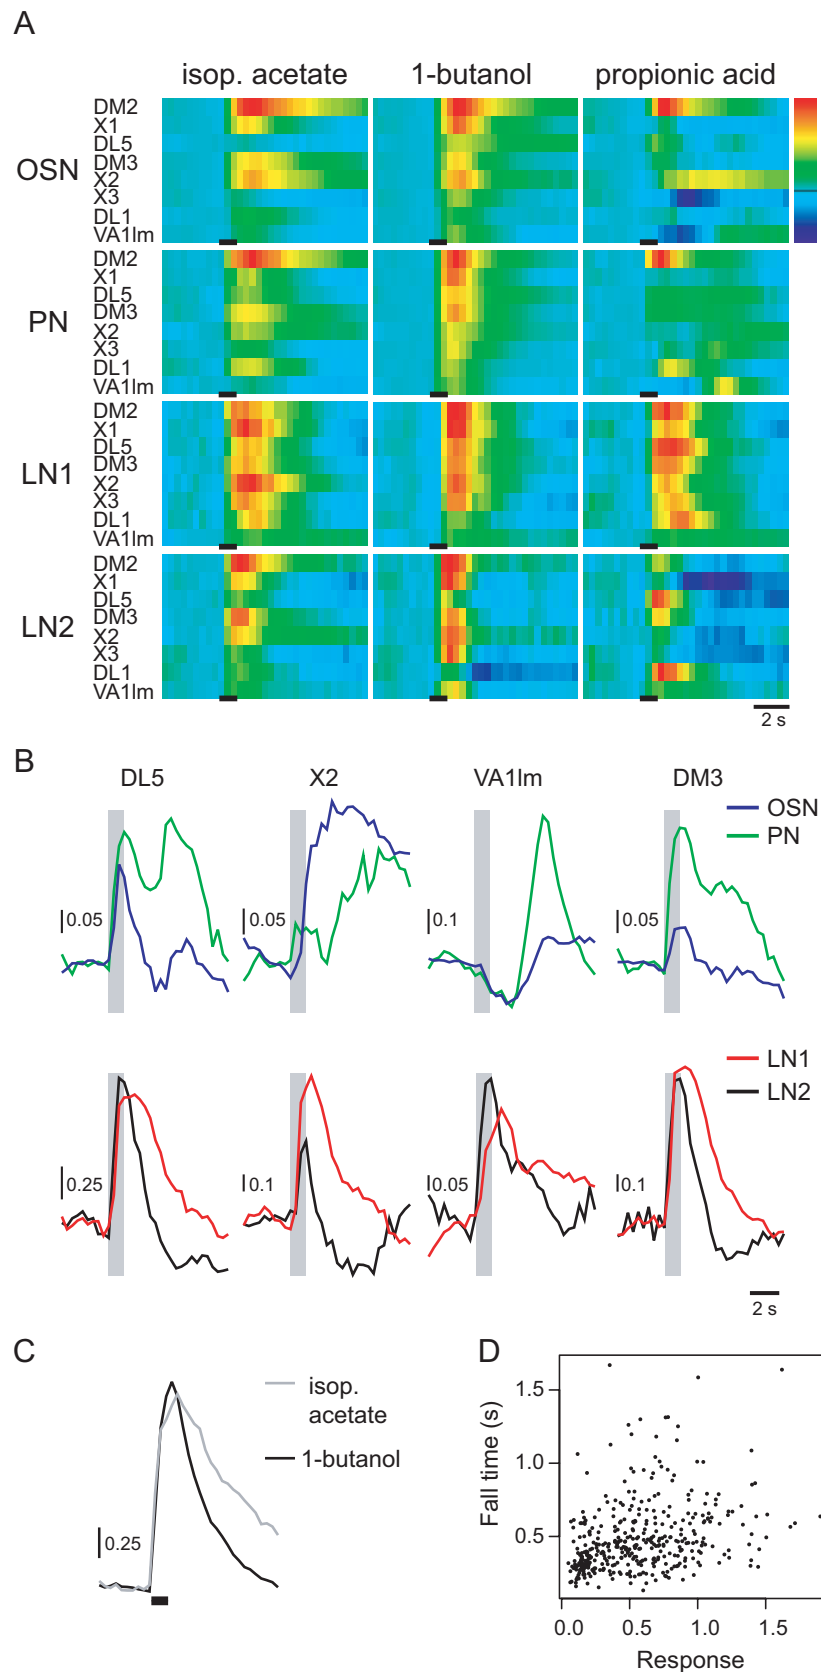 A
isop. acetate 1-butanol propionic acid
OSN
DM2
X1
DL5
DM3
X2
X3
DL1
VA1lm
PN
DM2
X1
DL5
DM3
X2
X3
DL1
VA1lm
LN1
DM2
X1
DL5
DM3
X2
X3
DL1
VA1lm
LN2
DM2
X1
DL5
DM3
X2
X3
DL1
VA1lm
2 s
B
DL5 X2 VA1lm DM3
OSN
PN
0.05 0.05 0.1 0.05
LN1
LN2
0.25 0.1 0.05 0.1
2 s
C
isop.
acetate
1-butanol
0.25
D
Fall time (s)
1.5
1.0
0.5
0.0 0.5 1.0 1.5
Response